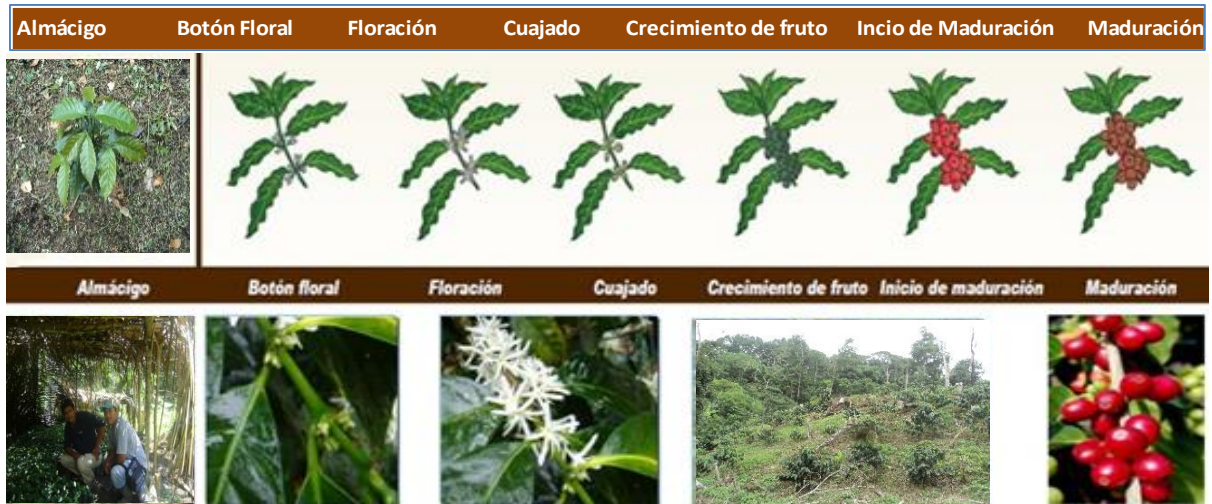 Almácigo Botón Floral Floración Cuajado Crecimiento de fruto Incio de Maduración Maduración
Almácigo Botón floral Floración Cuajado Crecimiento de fruto Inicio de maduración Maduración